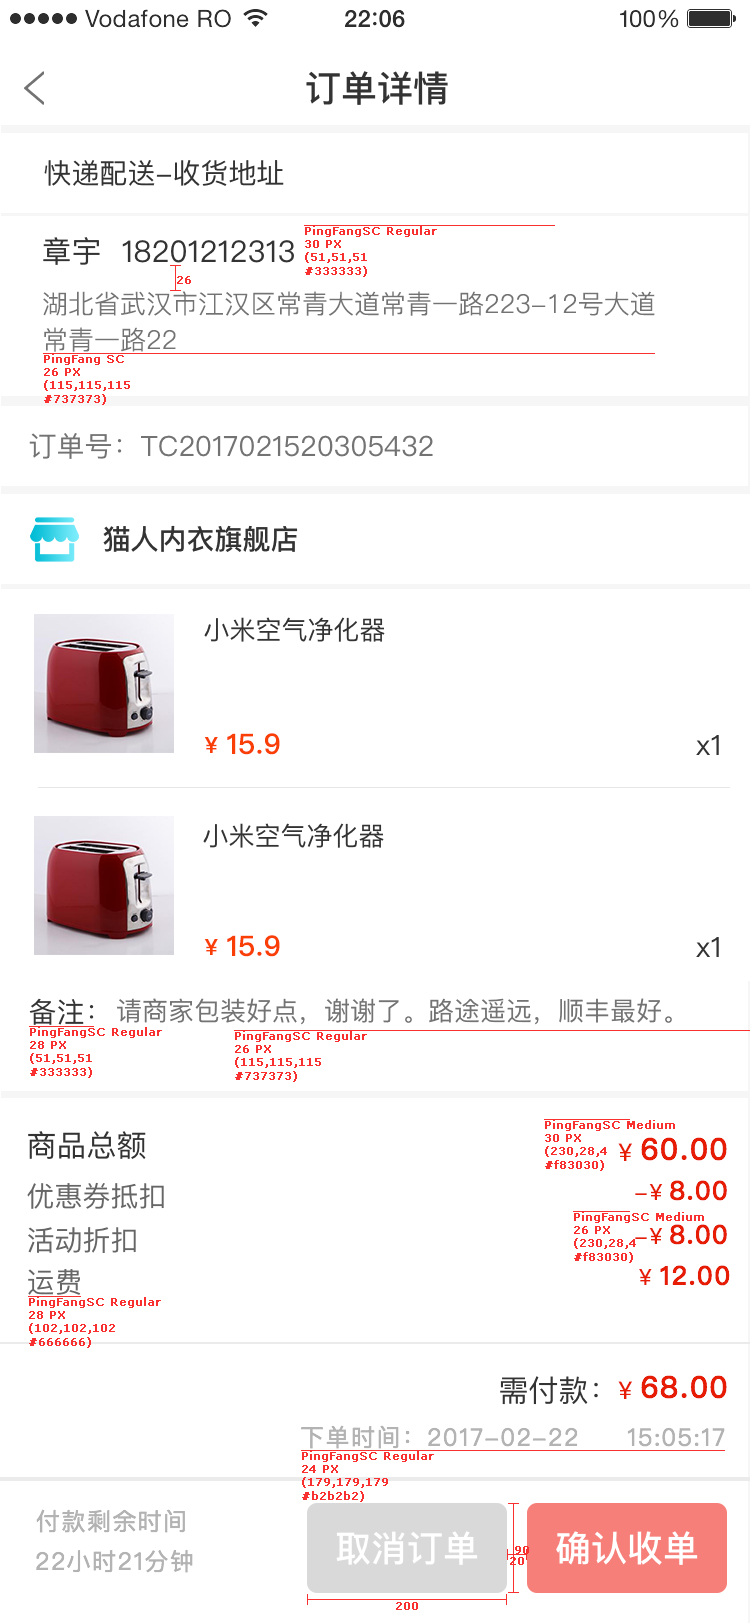 Vodafone RO
22:06
100%
订单详情
快递配送-收货地址
章宇 18201212313
PingFangSC Regular
30 PX
(51,51,51
#333333)
26
湖北省武汉市江汉区常青大道常青一路223-12号大道
常青一路22
PingFang SC
26 PX
(115,115,115
#737373)
订单号：TC2017021520305432
猫人内衣旗舰店
小米空气净化器
¥ 15.9
x1
小米空气净化器
¥ 15.9
x1
备注：请商家包装好点，谢谢了。路途遥远，顺丰最好。
PingFangSC Regular
28 PX
(51,51,51
#333333)
PingFangSC Regular
26 PX
(115,115,115
#737373)
PingFangSC Medium
30 PX
(230,28,4
#f83030)
商品总额 ¥ 60.00
优惠券抵扣 -¥ 8.00
PingFangSC Medium
26 PX
(230,28,4
#f83030)
活动折扣 -¥ 8.00
运费 ¥ 12.00
PingFangSC Regular
28 PX
(102,102,102
#666666)
需付款：¥ 68.00
下单时间：2017-02-22 15:05:17
PingFangSC Regular
24 PX
(179,179,179
#b2b2b2)
付款剩余时间
22小时21分钟
取消订单
90
20
确认收单
200